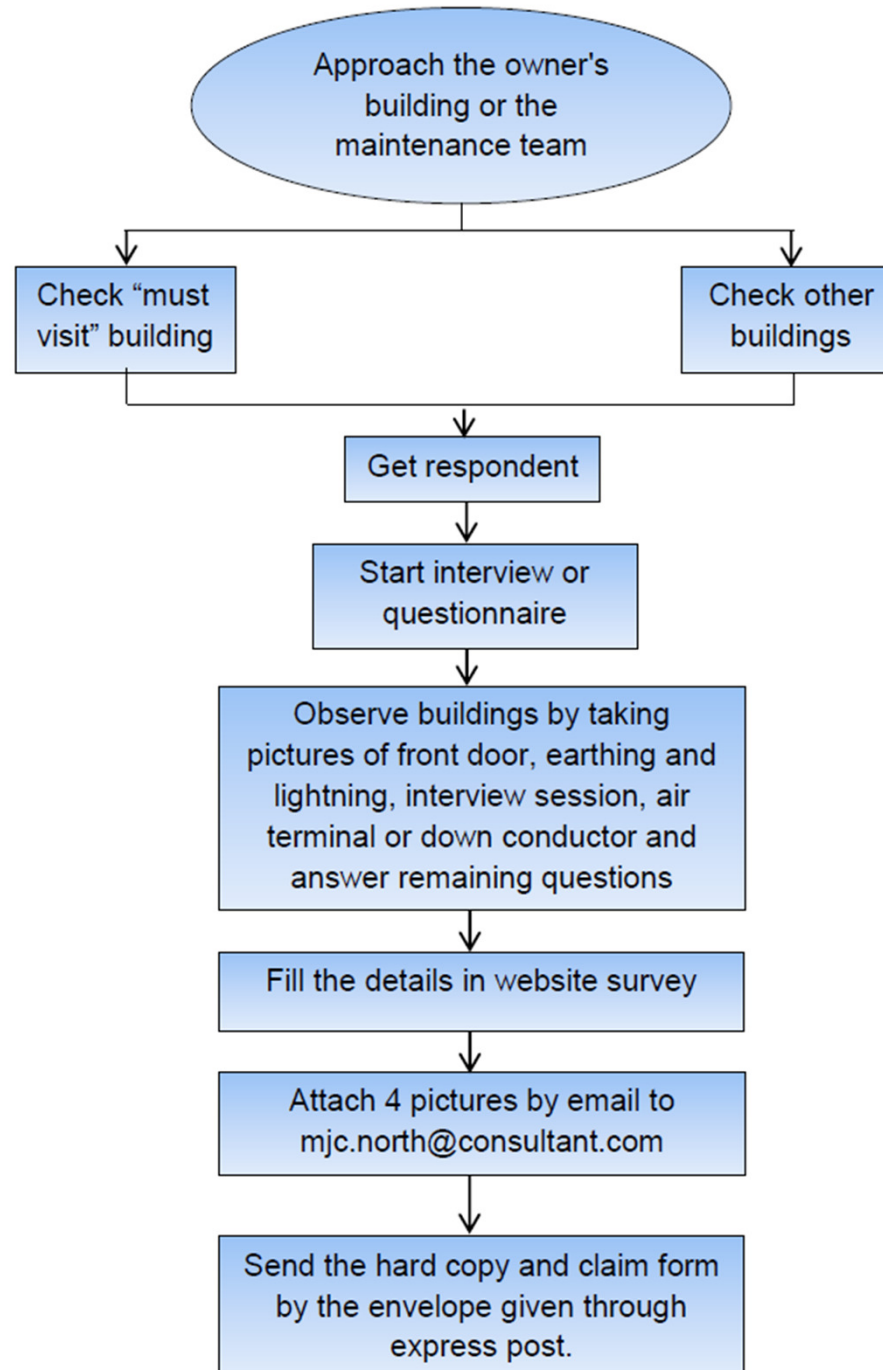 Approach the owner's
building or the
maintenance team
Check “must
visit” building
Check other
buildings
Get respondent
Start interview or
questionnaire
Observe buildings by taking
pictures of front door, earthing and
lightning, interview session, air
terminal or down conductor and
answer remaining questions
Fill the details in website survey
Attach 4 pictures by email to
mjc.north@consultant.com
Send the hard copy and claim form
by the envelope given through
express post.